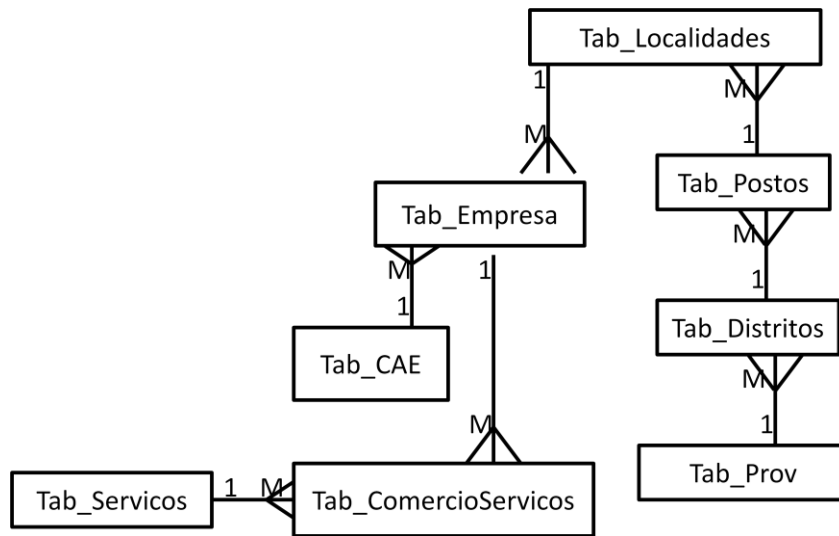 Tab_Localidades
1
M
M
1
Tab_Postos
Tab_Empresa
M
1
M
1
1
Tab_Distritos
Tab_CAE
M
1
M
Tab_Prov
Tab_Servicos
1
M
Tab_ComercioServicos